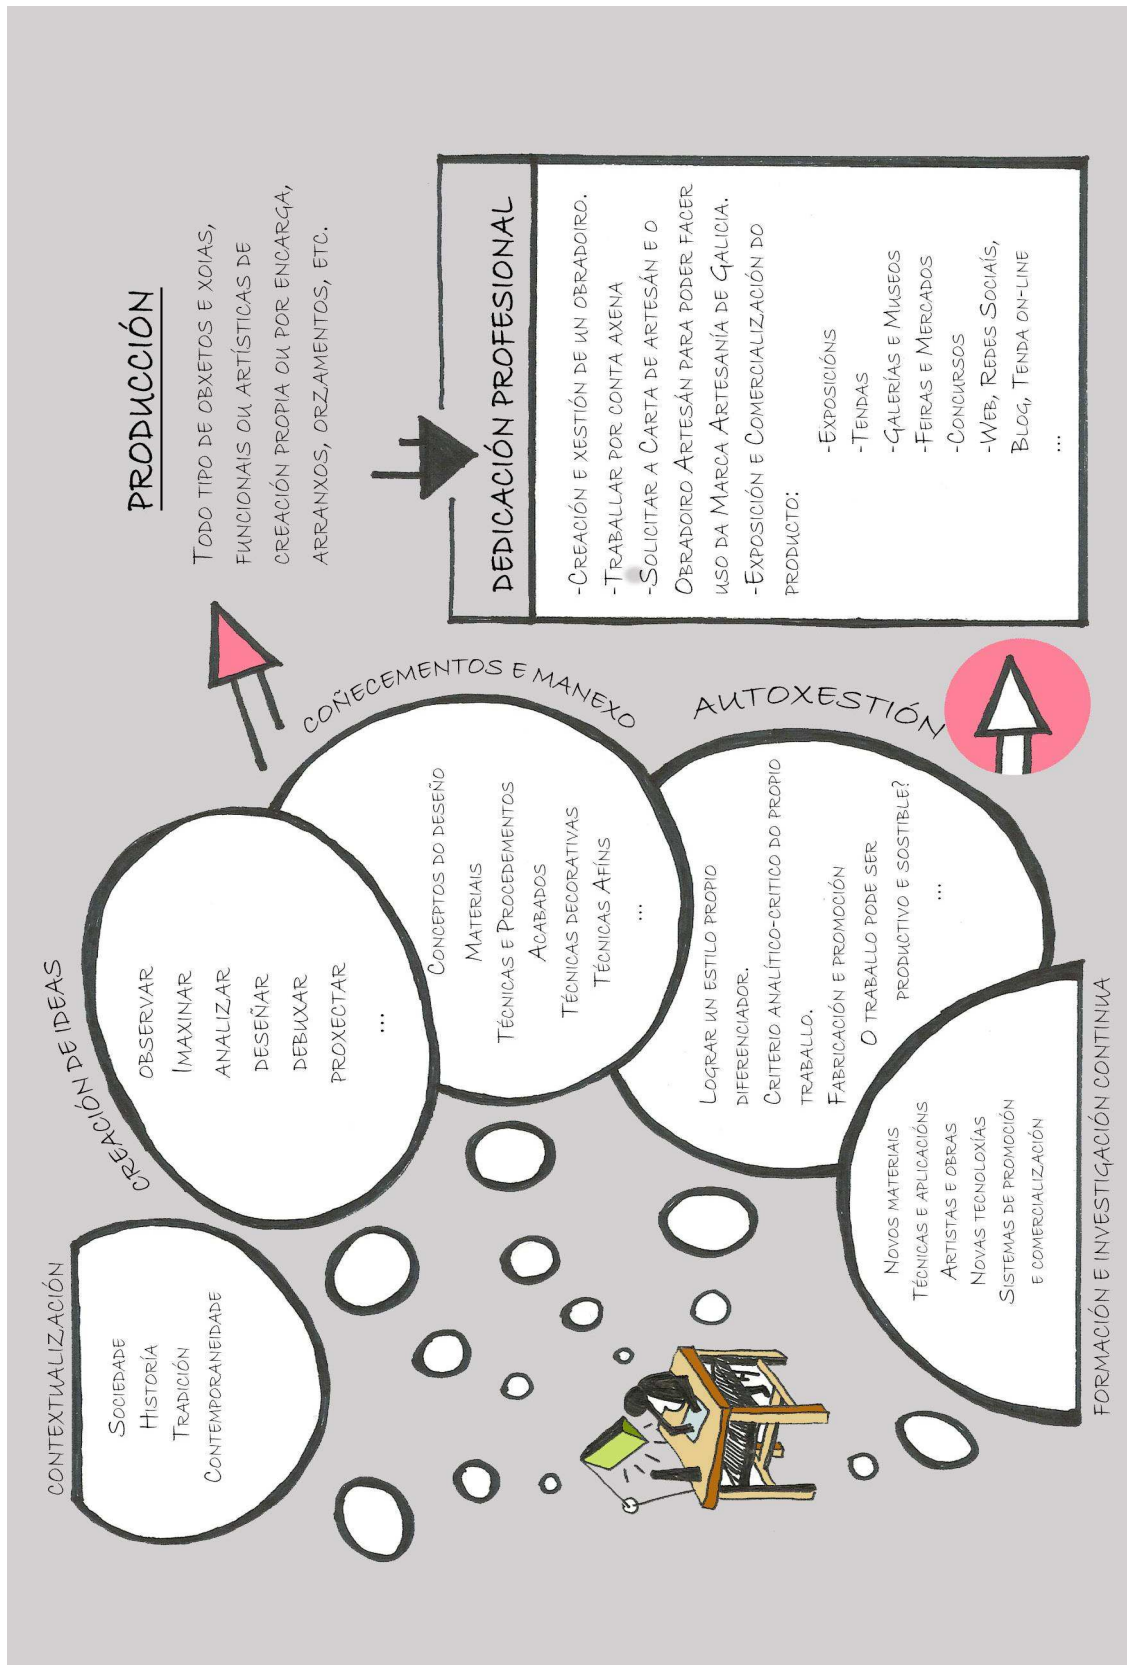 CONTEXTUALIZACIÓN
SOCIEDADE
HISTORÍA
TRADICIÓN
CONTEMPORANEIDADE
CREACIÓN DE IDEAS
OBSERVAR
IMAXINAR
ANALIZAR
DESEÑAR
DEBUXAR
PROXECTAR
...
COÑECEMENTOS E MANEXO
CONCEPTOS DO DESEÑO
MATERIAIS
TÉCNICAS E PROCEDEMENTOS
ACABADOS
TÉCNICAS DECORATIVAS
TÉCNICAS AFÍNS
...
AUTOXESTIÓN
LOGRAR UN ESTILO PROPIO
DIFERENCIADOR.
CRITERIO ANALÍTICO-CRITICO DO PROPIO
TRABALLO.
FABRICACIÓN E PROMOCIÓN
O TRABALLO PODE SER
PRODUCTIVO E SOSTIBLE?
...
NOVOS MATERIAIS
TÉCNICAS E APLICACIÓNS
ARTISTAS E OBRAS
NOVAS TECNOLOXÍAS
SISTEMAS DE PROMOCIÓN
E COMERCIALIZACIÓN
FORMACIÓN E INVESTIGACIÓN CONTINUA
PRODUCCIÓN
TODO TIPO DE OBXETOS E XOIAS,
FUNCIONAIS OU ARTÍSTICAS DE
CREACIÓN PROPIA OU POR ENCARGA,
ARRANXOS, ORZAMENTOS, ETC.
DEDICACIÓN PROFESIONAL
-CREACIÓN E XESTIÓN DE UN OBRADOIRO.
-TRABALLAR POR CONTA AXENA
-SOLICITAR A CARTA DE ARTESÁN E O
OBRADOIRO ARTESÁN PARA PODER FACER
USO DA MARCA ARTESANÍA DE GALICIA.
-EXPOSICIÓN E COMERCIALIZACIÓN DO
PRODUCTO:
-EXPOSICIÓNS
-TENDAS
-GALERÍAS E MUSEOS
-FEIRAS E MERCADOS
-CONCURSOS
-WEB, REDES SOCIAÍS,
BLOG, TENDA ON-LINE
...